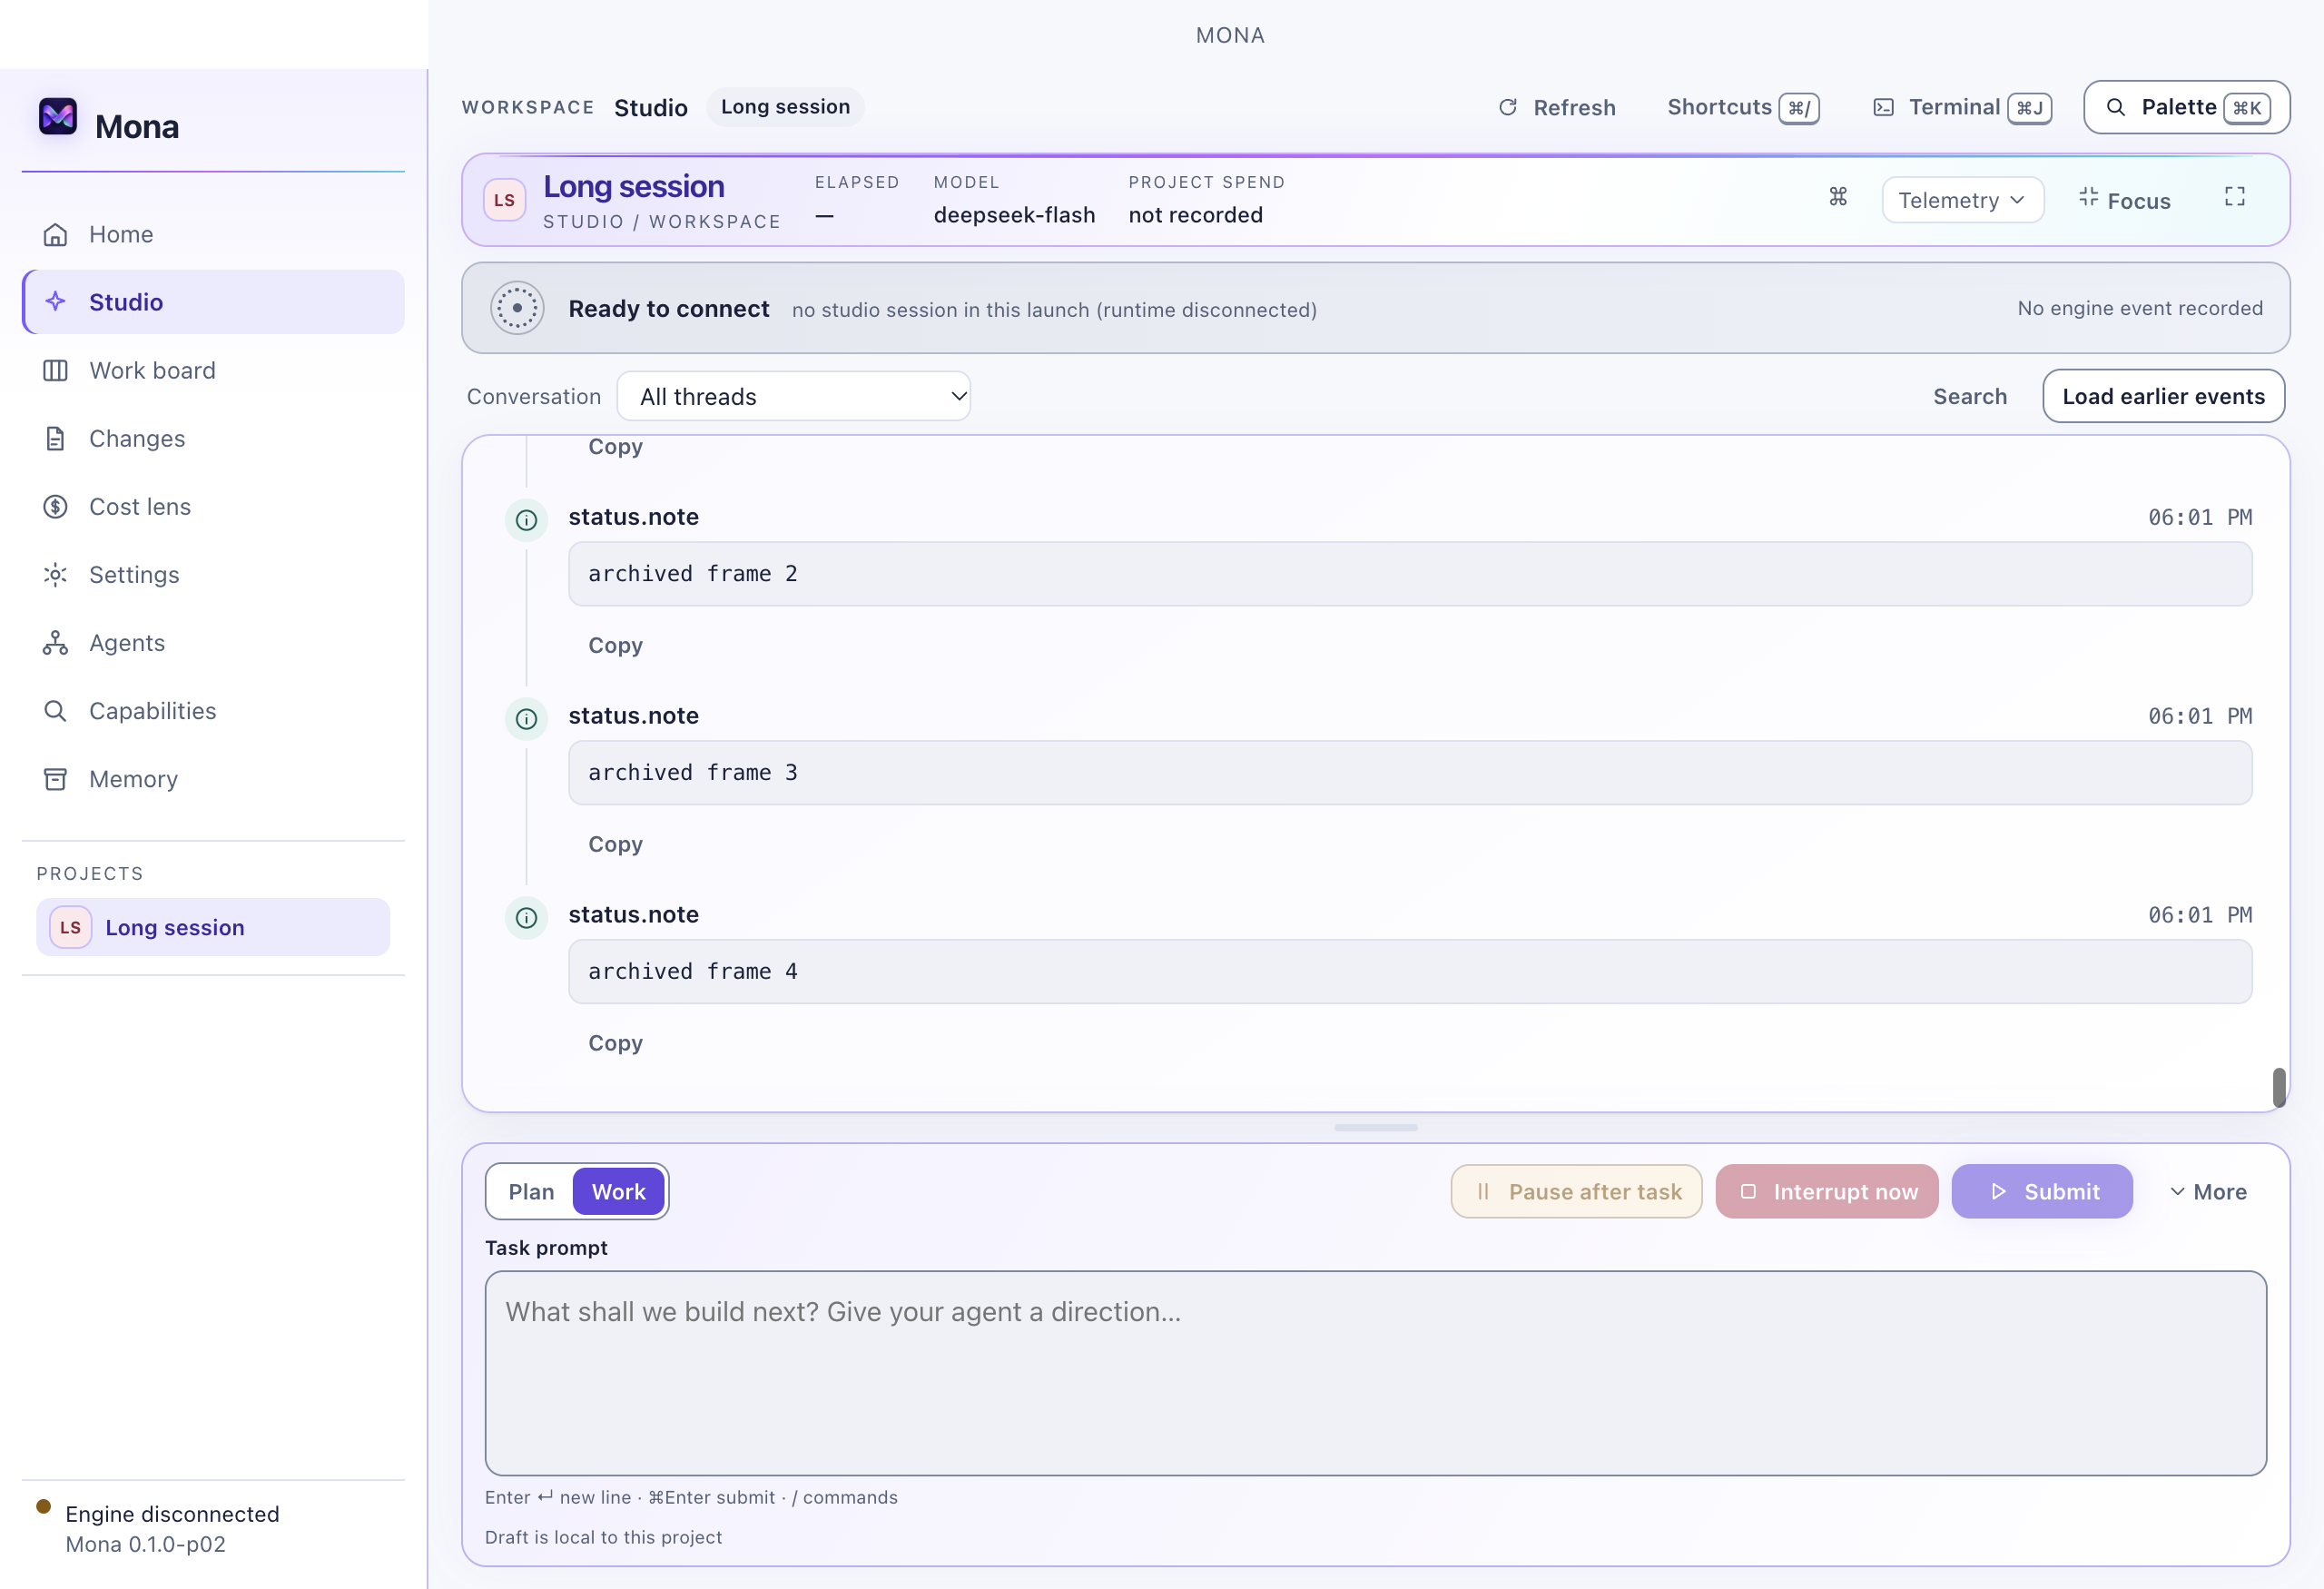 MONA
Mona
Home
Studio
Work board
Changes
Cost lens
Settings
Agents
Capabilities
Memory
PROJECTS
LS Long session
Engine disconnected
Mona 0.1.0-p02
WORKSPACE Studio Long session Refresh Shortcuts ⌘/ Terminal ⌘J Palette ⌘K
LS Long session
STUDIO / WORKSPACE
ELAPSED
—
MODEL
deepseek-flash
PROJECT SPEND
not recorded
⌘ Telemetry Focus
Ready to connect no studio session in this launch (runtime disconnected) No engine event recorded
Conversation All threads Search Load earlier events
Copy
status.note 06:01 PM
archived frame 2
Copy
status.note 06:01 PM
archived frame 3
Copy
status.note 06:01 PM
archived frame 4
Copy
Plan Work Pause after task Interrupt now Submit More
Task prompt
What shall we build next? Give your agent a direction...
Enter ↵ new line · ⌘Enter submit · / commands
Draft is local to this project